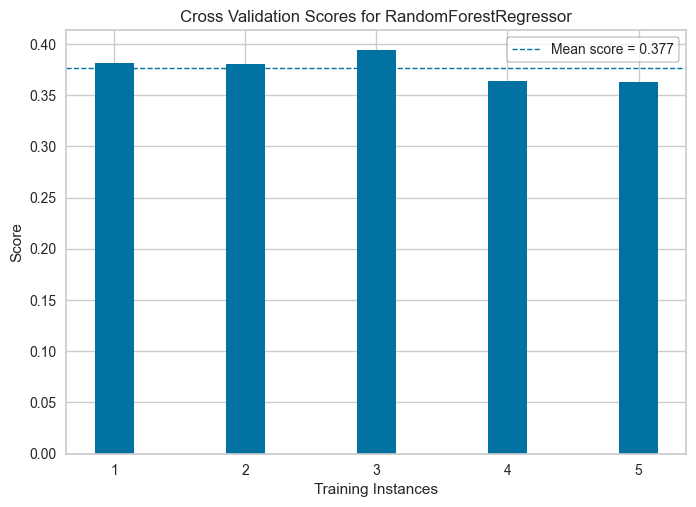 Cross Validation Scores for RandomForestRegressor
Mean score = 0.377
0.40
0.35
0.30
0.25
0.20
0.15
0.10
0.05
0.00
Score
1 2 3 4 5
Training Instances